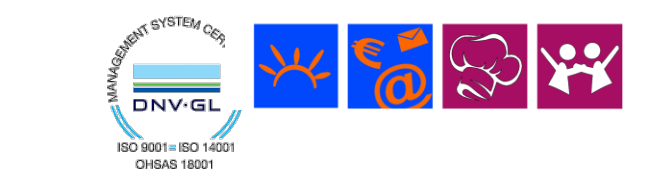 MANAGEMENT SYSTEM CER
DNV·GL
ISO 9001 = ISO 14001
OHSAS 18001
€ @